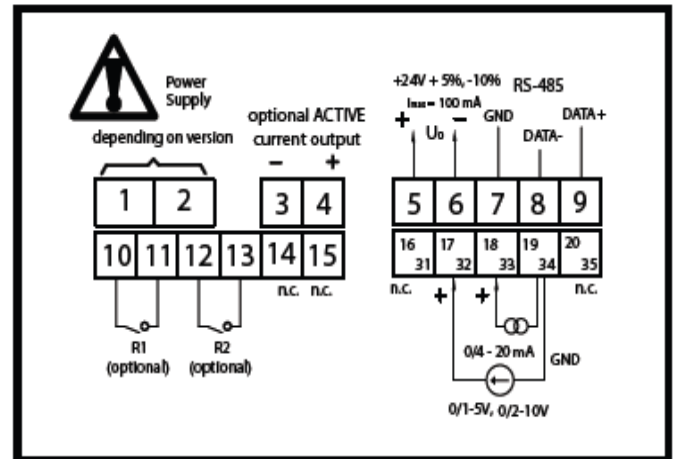 Power
Supply
depending on version
optional ACTIVE
current output
− +
1 2 3 4
10 11 12 13 14 15
n.c. n.c.
R1
(optional)
R2
(optional)
+24V + 5%, -10%
Imax = 100 mA
+ U₀ −
RS-485
GND
DATA-
DATA+
5 6 7 8 9
16 17 18 19 20
31 32 33 34 35
n.c. + + n.c.
0/4 - 20 mA
GND
0/1-5V, 0/2-10V